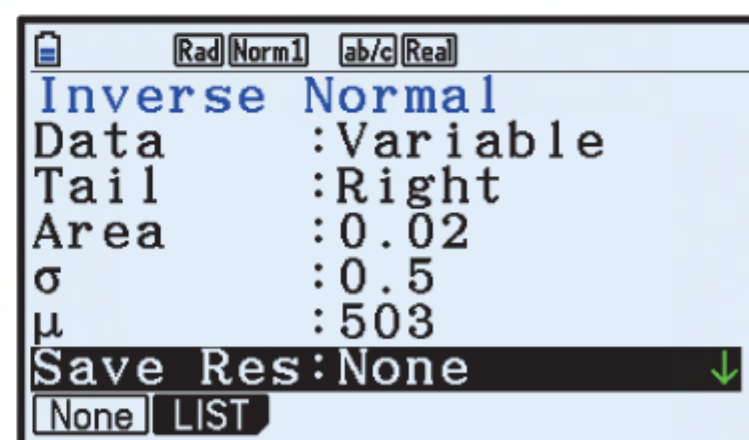 Rad Norm1 ab/c Real
Inverse Normal
Data :Variable
Tail :Right
Area :0.02
σ :0.5
μ :503
Save Res:None
None LIST